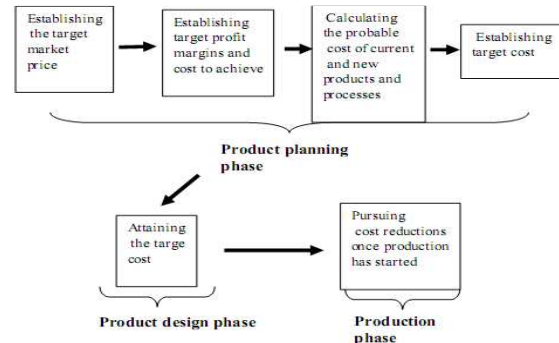 Establishing
the target
market
price
Establishing
target profit
margins and
cost to achieve
Calculating
the probable
cost of current
and new
products and
processes
Establishing
target cost
Product planning
phase
Attaining
the targe
cost
Pursuing
cost reductions
once production
has started
Product design phase
Production
phase